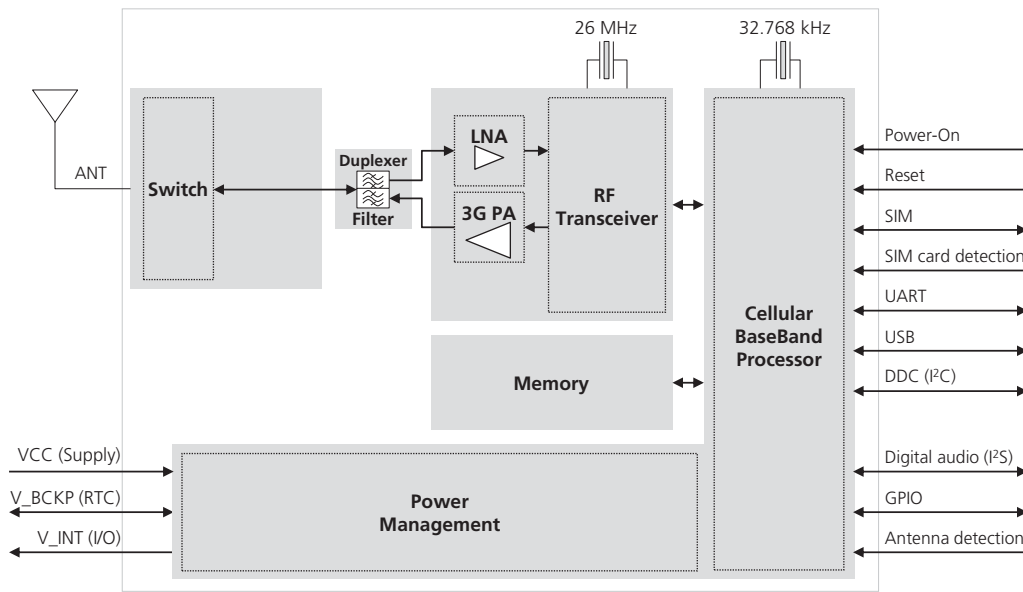 26 MHz
32.768 kHz
ANT
Switch
Duplexer
Filter
LNA
3G PA
RF
Transceiver
Memory
Cellular
BaseBand
Processor
Power-On
Reset
SIM
SIM card detection
UART
USB
DDC (I²C)
Digital audio (I²S)
GPIO
Antenna detection
VCC (Supply)
V_BCKP (RTC)
V_INT (I/O)
Power
Management